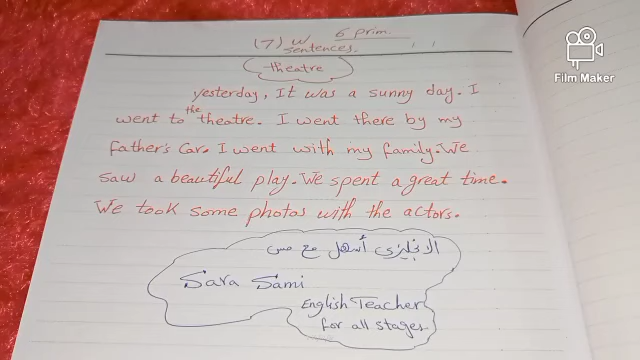 (7) W 6 prim.
sentences.
theatre
yesterday, It was a sunny day. I
went to the theatre. I went there by my
father's Car. I went with my family. We
saw a beautiful play. We spent a great time.
We took some photos with the actors.
الانجليزى أسهل مع مس
Sara Sami
English Teacher
for all stages
Film Maker